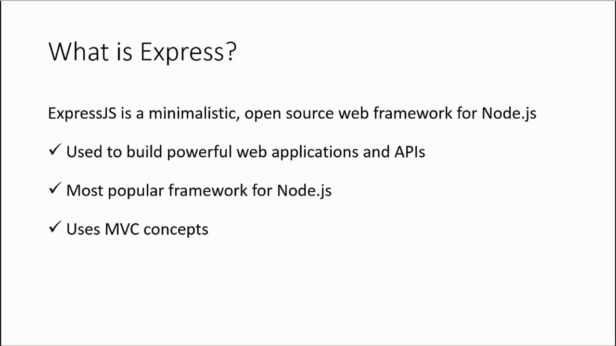 What is Express?
ExpressJS is a minimalistic, open source web framework for Node.js
✓ Used to build powerful web applications and APIs
✓ Most popular framework for Node.js
✓ Uses MVC concepts